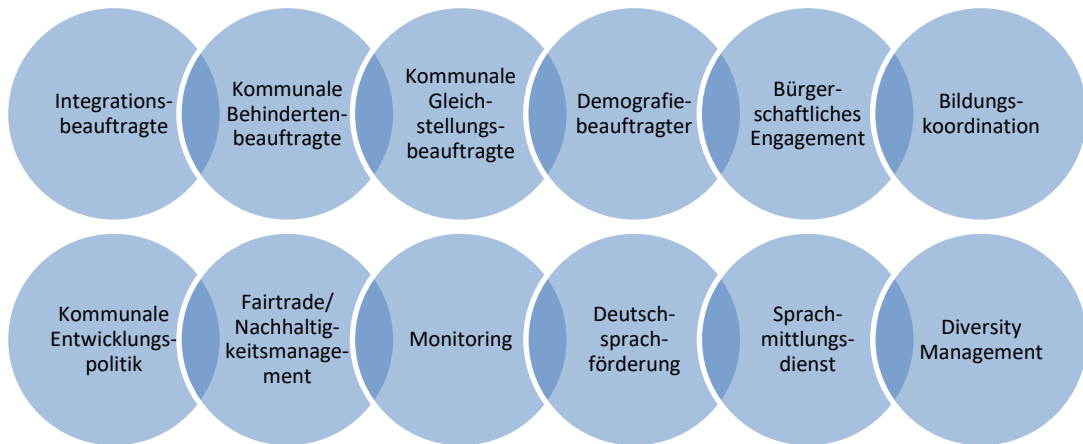 Integrations-
beauftragte
Kommunale
Behinderten-
beauftragte
Kommunale
Gleich-
stellungs-
beauftragte
Demografie-
beauftragter
Bürger-
schaftliches
Engagement
Bildungs-
koordination
Kommunale
Entwicklungs-
politik
Fairtrade/
Nachhaltig-
keitsmanage-
ment
Monitoring
Deutsch-
sprach-
förderung
Sprach-
mittlungs-
dienst
Diversity
Management